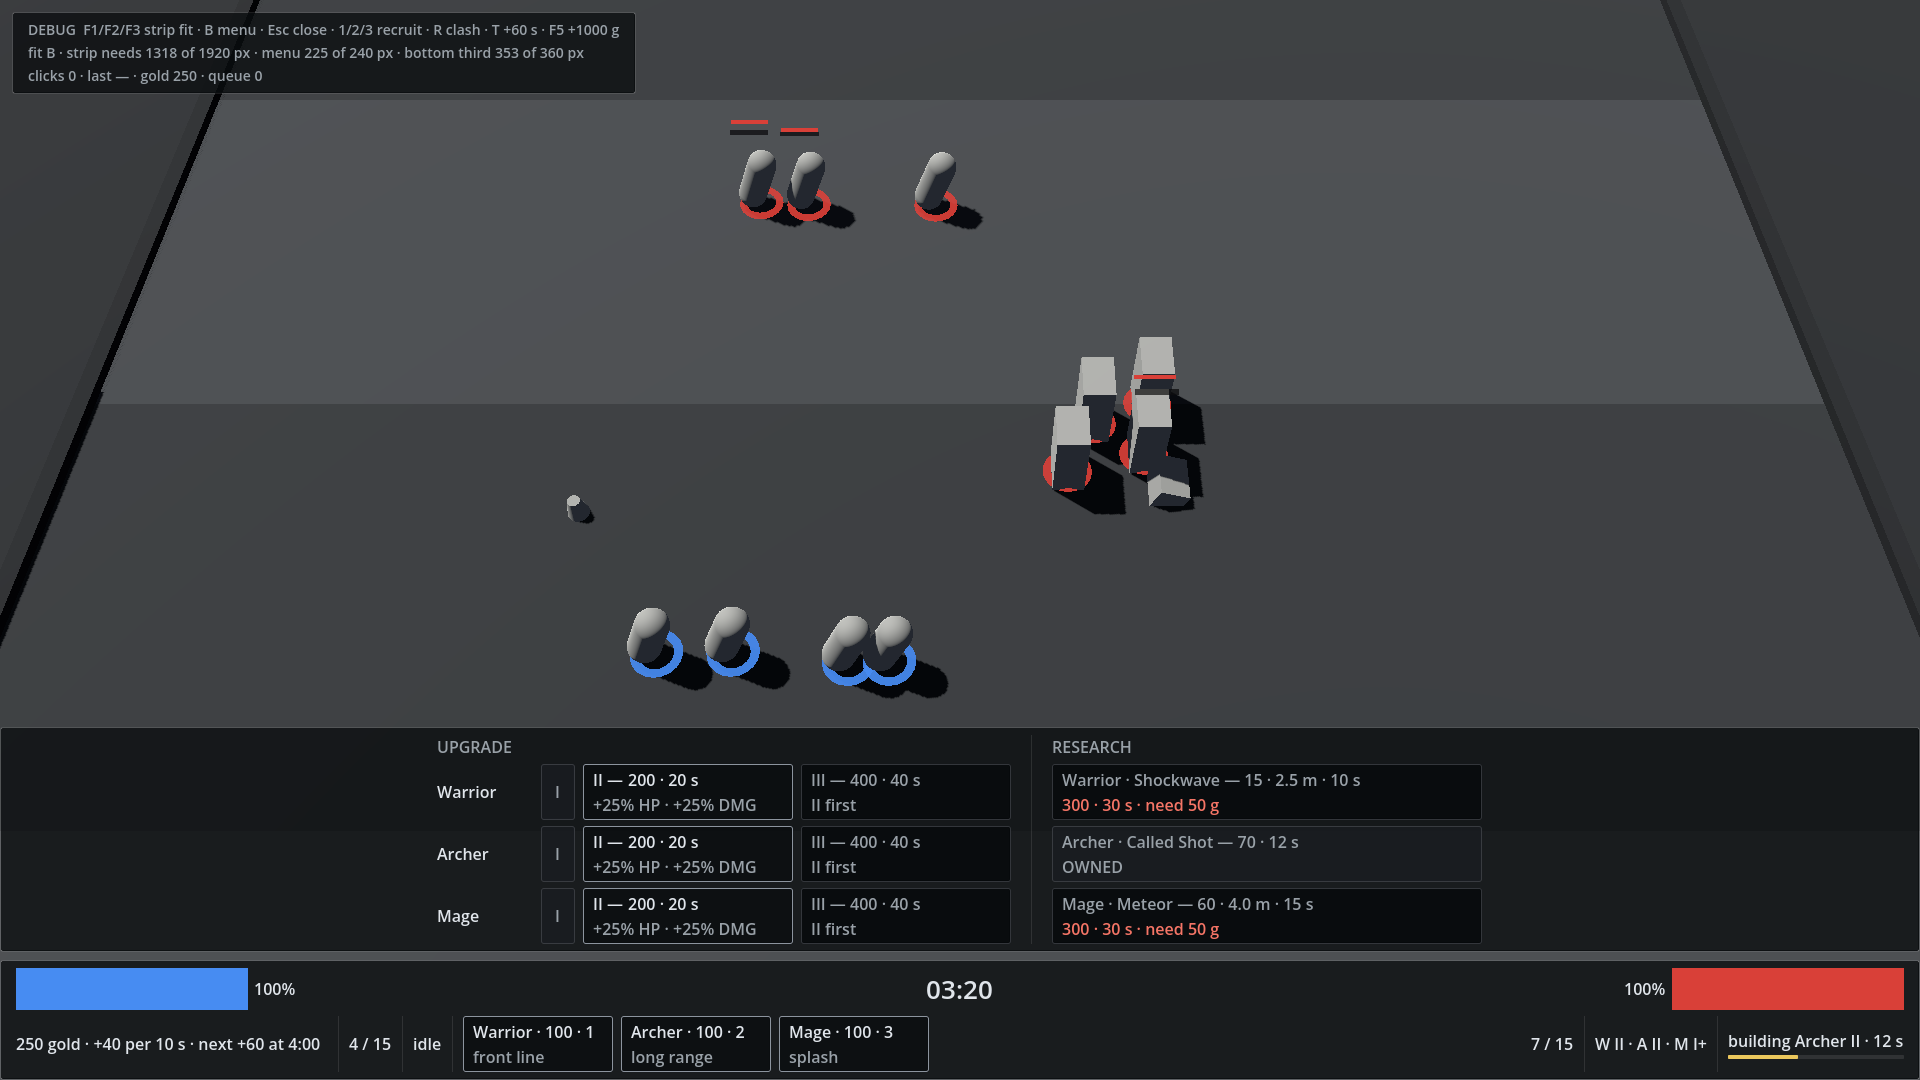 DEBUG F1/F2/F3 strip fit · B menu · Esc close · 1/2/3 recruit · R clash · T +60 s · F5 +1000 g
fit B · strip needs 1318 of 1920 px · menu 225 of 240 px · bottom third 353 of 360 px
clicks 0 · last — · gold 250 · queue 0
UPGRADE
Warrior
I
II — 200 · 20 s
+25% HP · +25% DMG
III — 400 · 40 s
II first
Archer
I
II — 200 · 20 s
+25% HP · +25% DMG
III — 400 · 40 s
II first
Mage
I
II — 200 · 20 s
+25% HP · +25% DMG
III — 400 · 40 s
II first
RESEARCH
Warrior · Shockwave — 15 · 2.5 m · 10 s
300 · 30 s · need 50 g
Archer · Called Shot — 70 · 12 s
OWNED
Mage · Meteor — 60 · 4.0 m · 15 s
300 · 30 s · need 50 g
100%
03:20
100%
250 gold · +40 per 10 s · next +60 at 4:00
4 / 15
idle
Warrior · 100 · 1
front line
Archer · 100 · 2
long range
Mage · 100 · 3
splash
7 / 15
W II · A II · M I+
building Archer II · 12 s